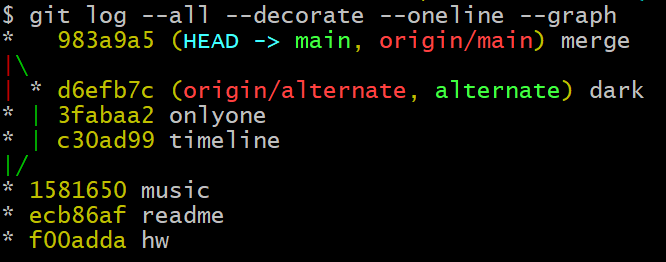 $ git log --all --decorate --oneline --graph
*   983a9a5 (HEAD -> main, origin/main) merge
|\
| * d6efb7c (origin/alternate, alternate) dark
* | 3fabaa2 onlyone
* | c30ad99 timeline
|/
* 1581650 music
* ecb86af readme
* f00adda hw